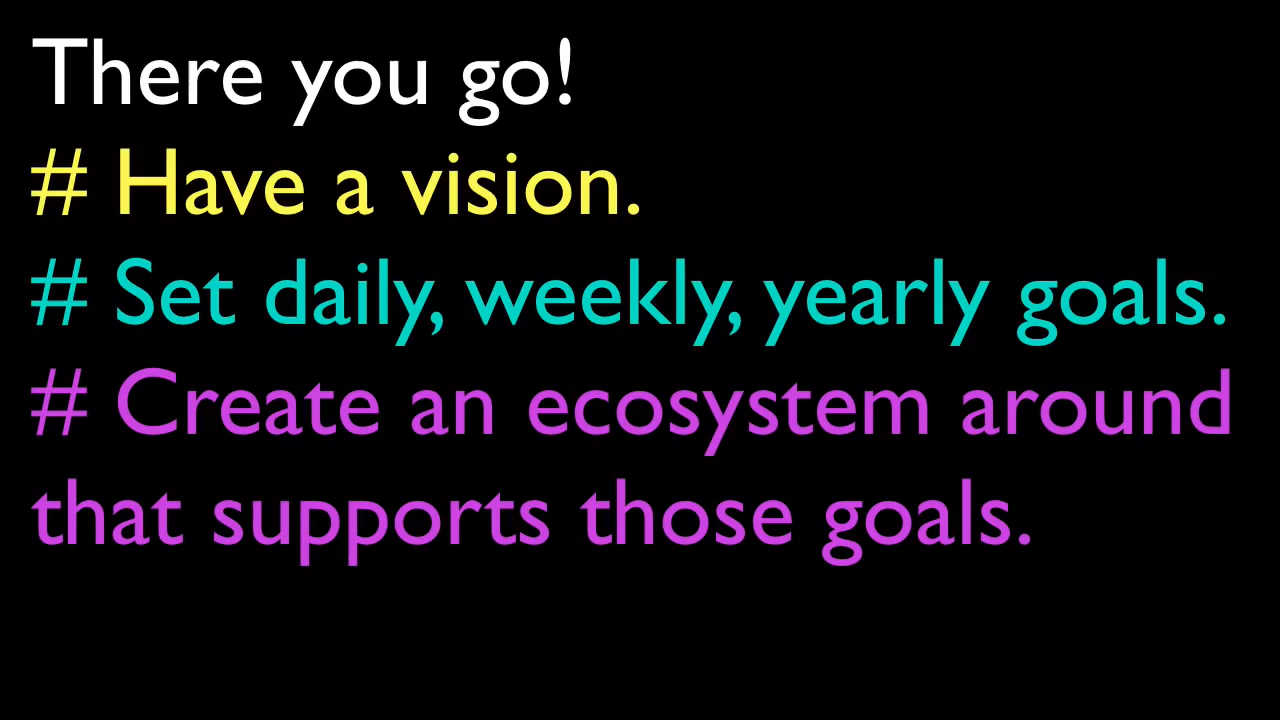 There you go!
# Have a vision.
# Set daily, weekly, yearly goals.
# Create an ecosystem around
that supports those goals.